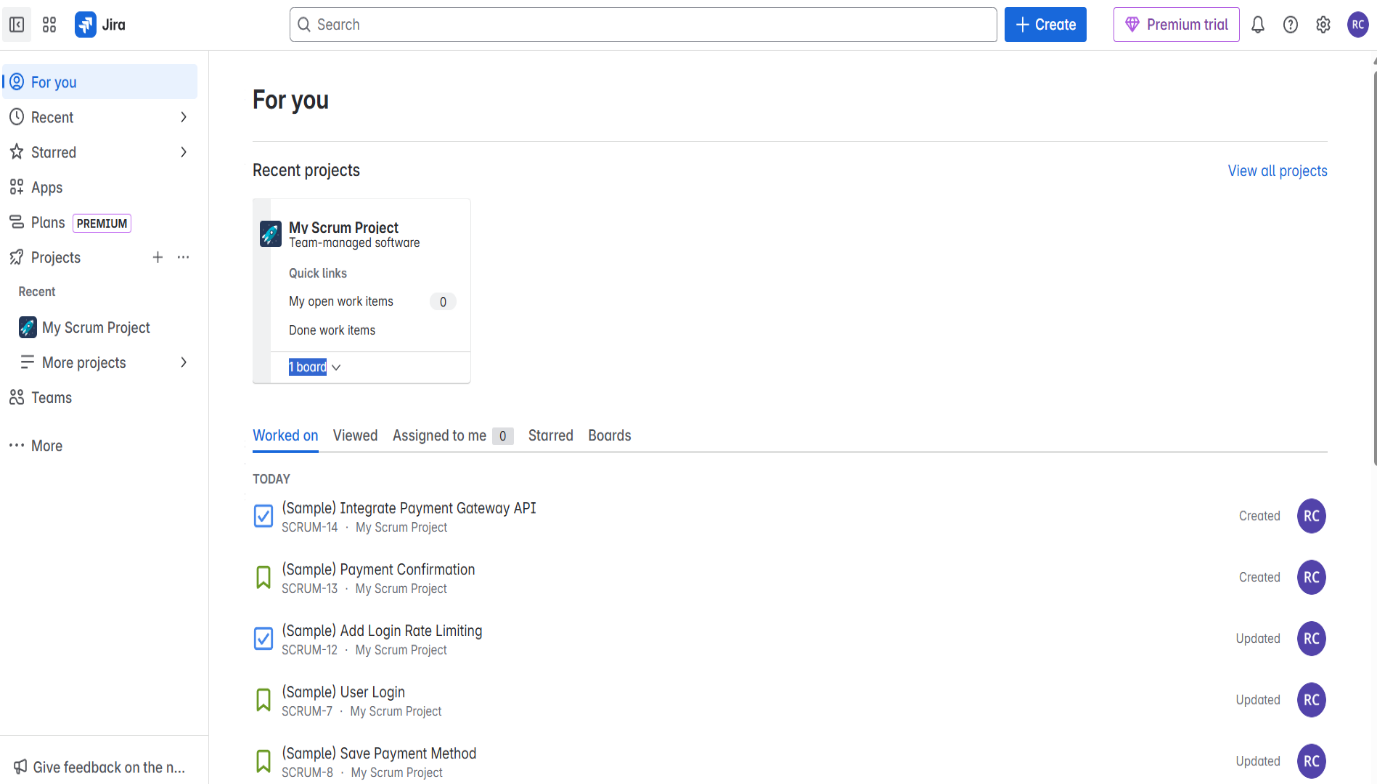 Jira
Search
Create
Premium trial
RC
For you
Recent
Starred
Apps
Plans PREMIUM
Projects
Recent
My Scrum Project
More projects
Teams
More
Give feedback on the n...
For you
Recent projects
View all projects
My Scrum Project
Team-managed software
Quick links
My open work items 0
Done work items
1 board
Worked on Viewed Assigned to me 0 Starred Boards
TODAY
(Sample) Integrate Payment Gateway API
SCRUM-14 · My Scrum Project
Created RC
(Sample) Payment Confirmation
SCRUM-13 · My Scrum Project
Created RC
(Sample) Add Login Rate Limiting
SCRUM-12 · My Scrum Project
Updated RC
(Sample) User Login
SCRUM-7 · My Scrum Project
Updated RC
(Sample) Save Payment Method
SCRUM-8 · My Scrum Project
Updated RC